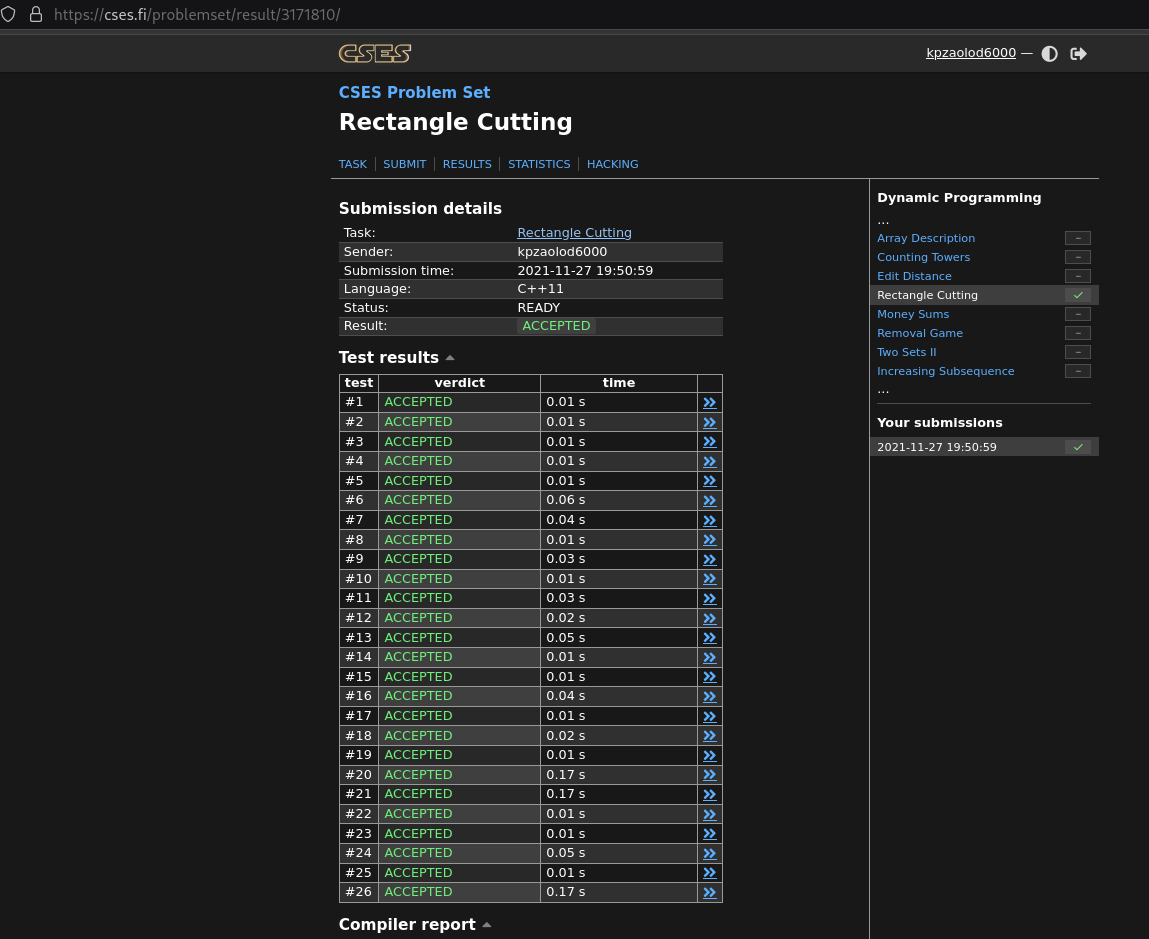 https://cses.fi/problemset/result/3171810/
CSES
kpzaolod6000 —
CSES Problem Set
Rectangle Cutting
TASK | SUBMIT | RESULTS | STATISTICS | HACKING
Submission details
Task: Rectangle Cutting
Sender: kpzaolod6000
Submission time: 2021-11-27 19:50:59
Language: C++11
Status: READY
Result: ACCEPTED
Test results
test verdict time
#1 ACCEPTED 0.01 s
#2 ACCEPTED 0.01 s
#3 ACCEPTED 0.01 s
#4 ACCEPTED 0.01 s
#5 ACCEPTED 0.01 s
#6 ACCEPTED 0.06 s
#7 ACCEPTED 0.04 s
#8 ACCEPTED 0.01 s
#9 ACCEPTED 0.03 s
#10 ACCEPTED 0.01 s
#11 ACCEPTED 0.03 s
#12 ACCEPTED 0.02 s
#13 ACCEPTED 0.05 s
#14 ACCEPTED 0.01 s
#15 ACCEPTED 0.01 s
#16 ACCEPTED 0.04 s
#17 ACCEPTED 0.01 s
#18 ACCEPTED 0.02 s
#19 ACCEPTED 0.01 s
#20 ACCEPTED 0.17 s
#21 ACCEPTED 0.17 s
#22 ACCEPTED 0.01 s
#23 ACCEPTED 0.01 s
#24 ACCEPTED 0.05 s
#25 ACCEPTED 0.01 s
#26 ACCEPTED 0.17 s
Compiler report
Dynamic Programming
...
Array Description –
Counting Towers –
Edit Distance –
Rectangle Cutting ✓
Money Sums –
Removal Game –
Two Sets II –
Increasing Subsequence –
...
Your submissions
2021-11-27 19:50:59 ✓